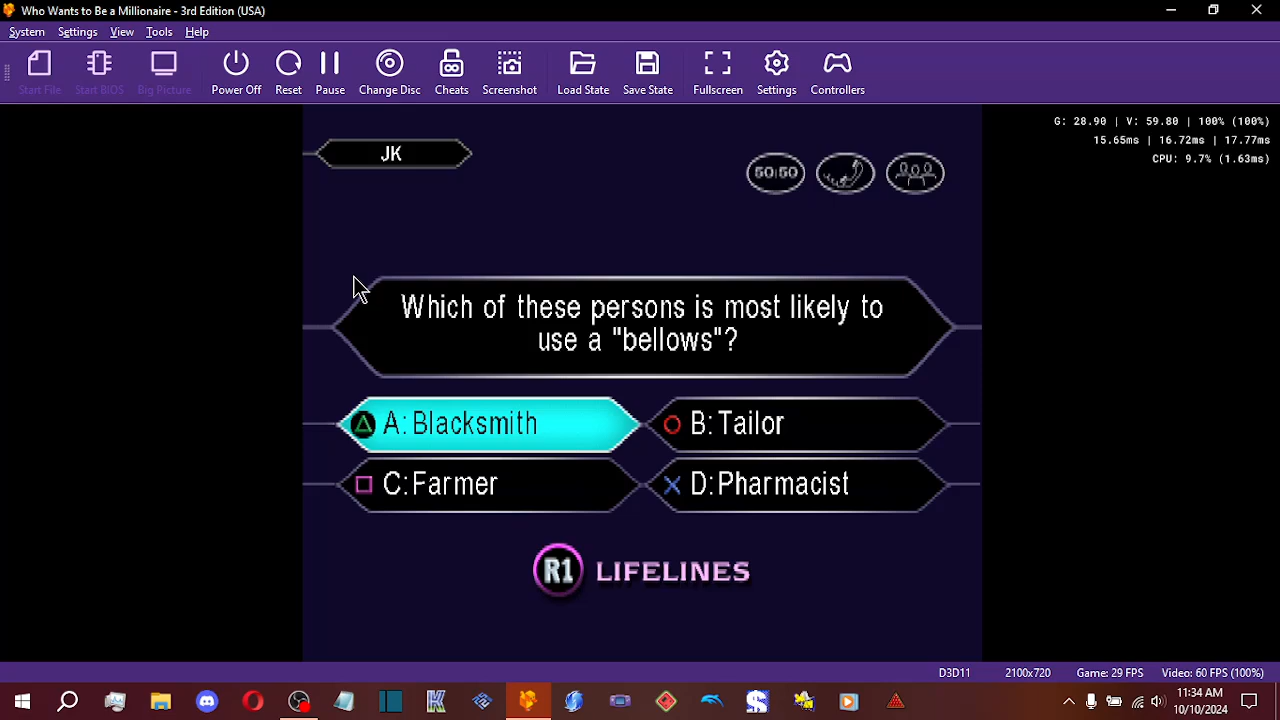 Who Wants to Be a Millionaire - 3rd Edition (USA)
System Settings View Tools Help
Start File Start BIOS Big Picture Power Off Reset Pause Change Disc Cheats Screenshot Load State Save State Fullscreen Settings Controllers
G: 28.90 | V: 59.80 | 100% (100%)
15.65ms | 16.72ms | 17.77ms
CPU: 9.7% (1.63ms)
JK
50:50
Which of these persons is most likely to
use a "bellows"?
A: Blacksmith
B: Tailor
C: Farmer
D: Pharmacist
R1 LIFELINES
D3D11 2100x720 Game: 29 FPS Video: 60 FPS (100%)
11:34 AM
10/10/2024